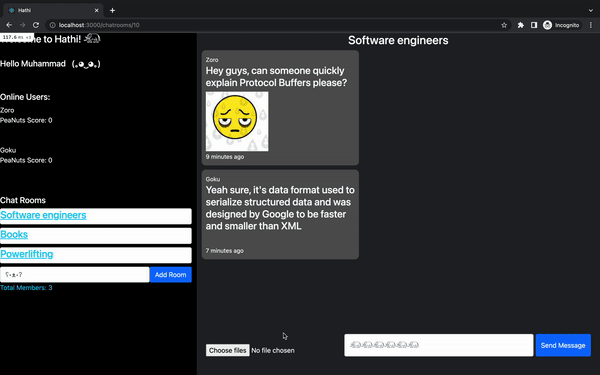 Hathi
localhost:3000/chatrooms/10
Incognito
117.6 ms ×3
Welcome to Hathi!
Hello Muhammad (｡◕‿◕｡)
Online Users:
Zoro
PeaNuts Score: 0
Goku
PeaNuts Score: 0
Chat Rooms
Software engineers
Books
Powerlifting
ʕ•ᴥ•ʔ
Add Room
Total Members: 3
Software engineers
Zoro
Hey guys, can someone quickly
explain Protocol Buffers please?
9 minutes ago
Goku
Yeah sure, it's data format used to
serialize structured data and was
designed by Google to be faster
and smaller than XML
7 minutes ago
Choose files No file chosen
Send Message